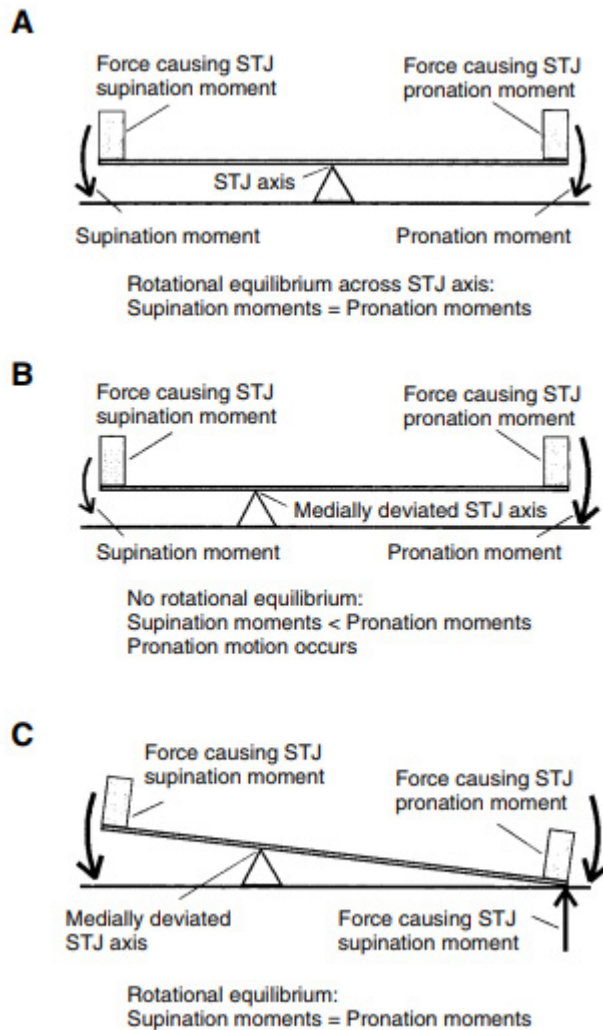 A
Force causing STJ
supination moment
Force causing STJ
pronation moment
STJ axis
Supination moment
Pronation moment
Rotational equilibrium across STJ axis:
Supination moments = Pronation moments
B
Force causing STJ
supination moment
Force causing STJ
pronation moment
Medially deviated STJ axis
Supination moment
Pronation moment
No rotational equilibrium:
Supination moments < Pronation moments
Pronation motion occurs
C
Force causing STJ
supination moment
Force causing STJ
pronation moment
Medially deviated
STJ axis
Force causing STJ
supination moment
Rotational equilibrium:
Supination moments = Pronation moments